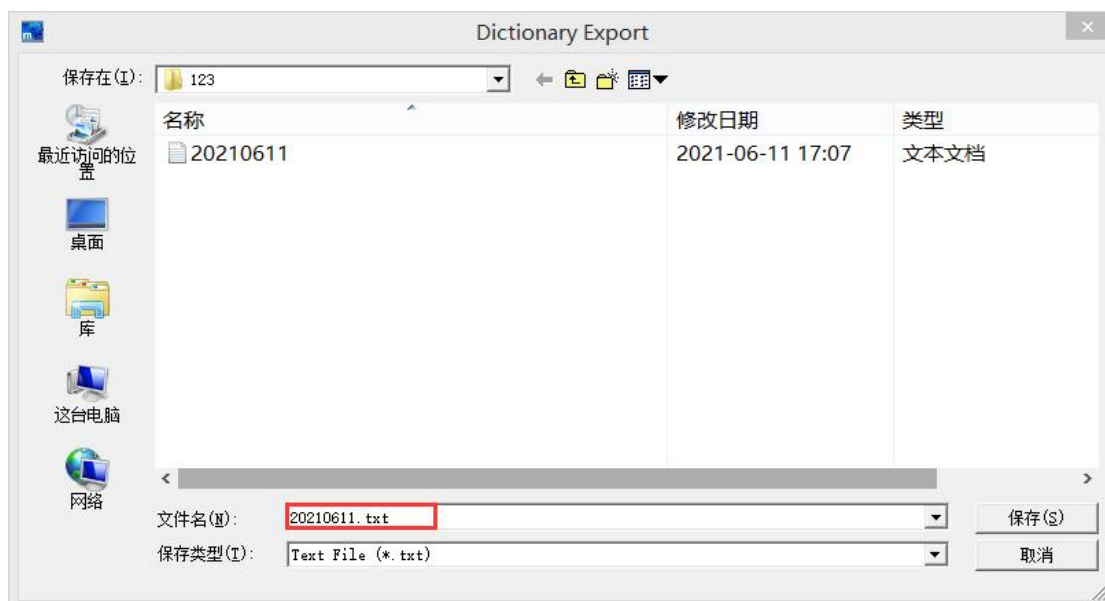 Dictionary Export
保存在(I):
123
名称
修改日期
类型
20210611
2021-06-11 17:07
文本文档
最近访问的位
置
桌面
库
这台电脑
网络
文件名(N):
20210611.txt
保存(S)
保存类型(T):
Text File (*.txt)
取消